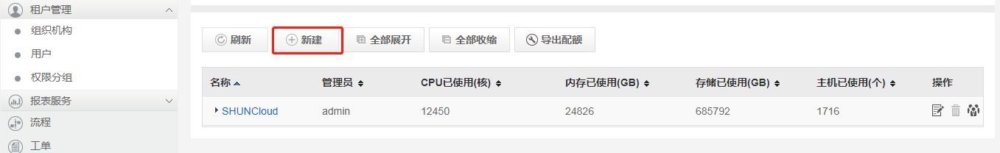 租户管理
组织机构
用户
权限分组
报表服务
流程
工单
刷新 新建 全部展开 全部收缩 导出配额
名称 管理员 CPU已使用(核) 内存已使用(GB) 存储已使用(GB) 主机已使用(个) 操作
SHUNCloud admin 12450 24826 685792 1716